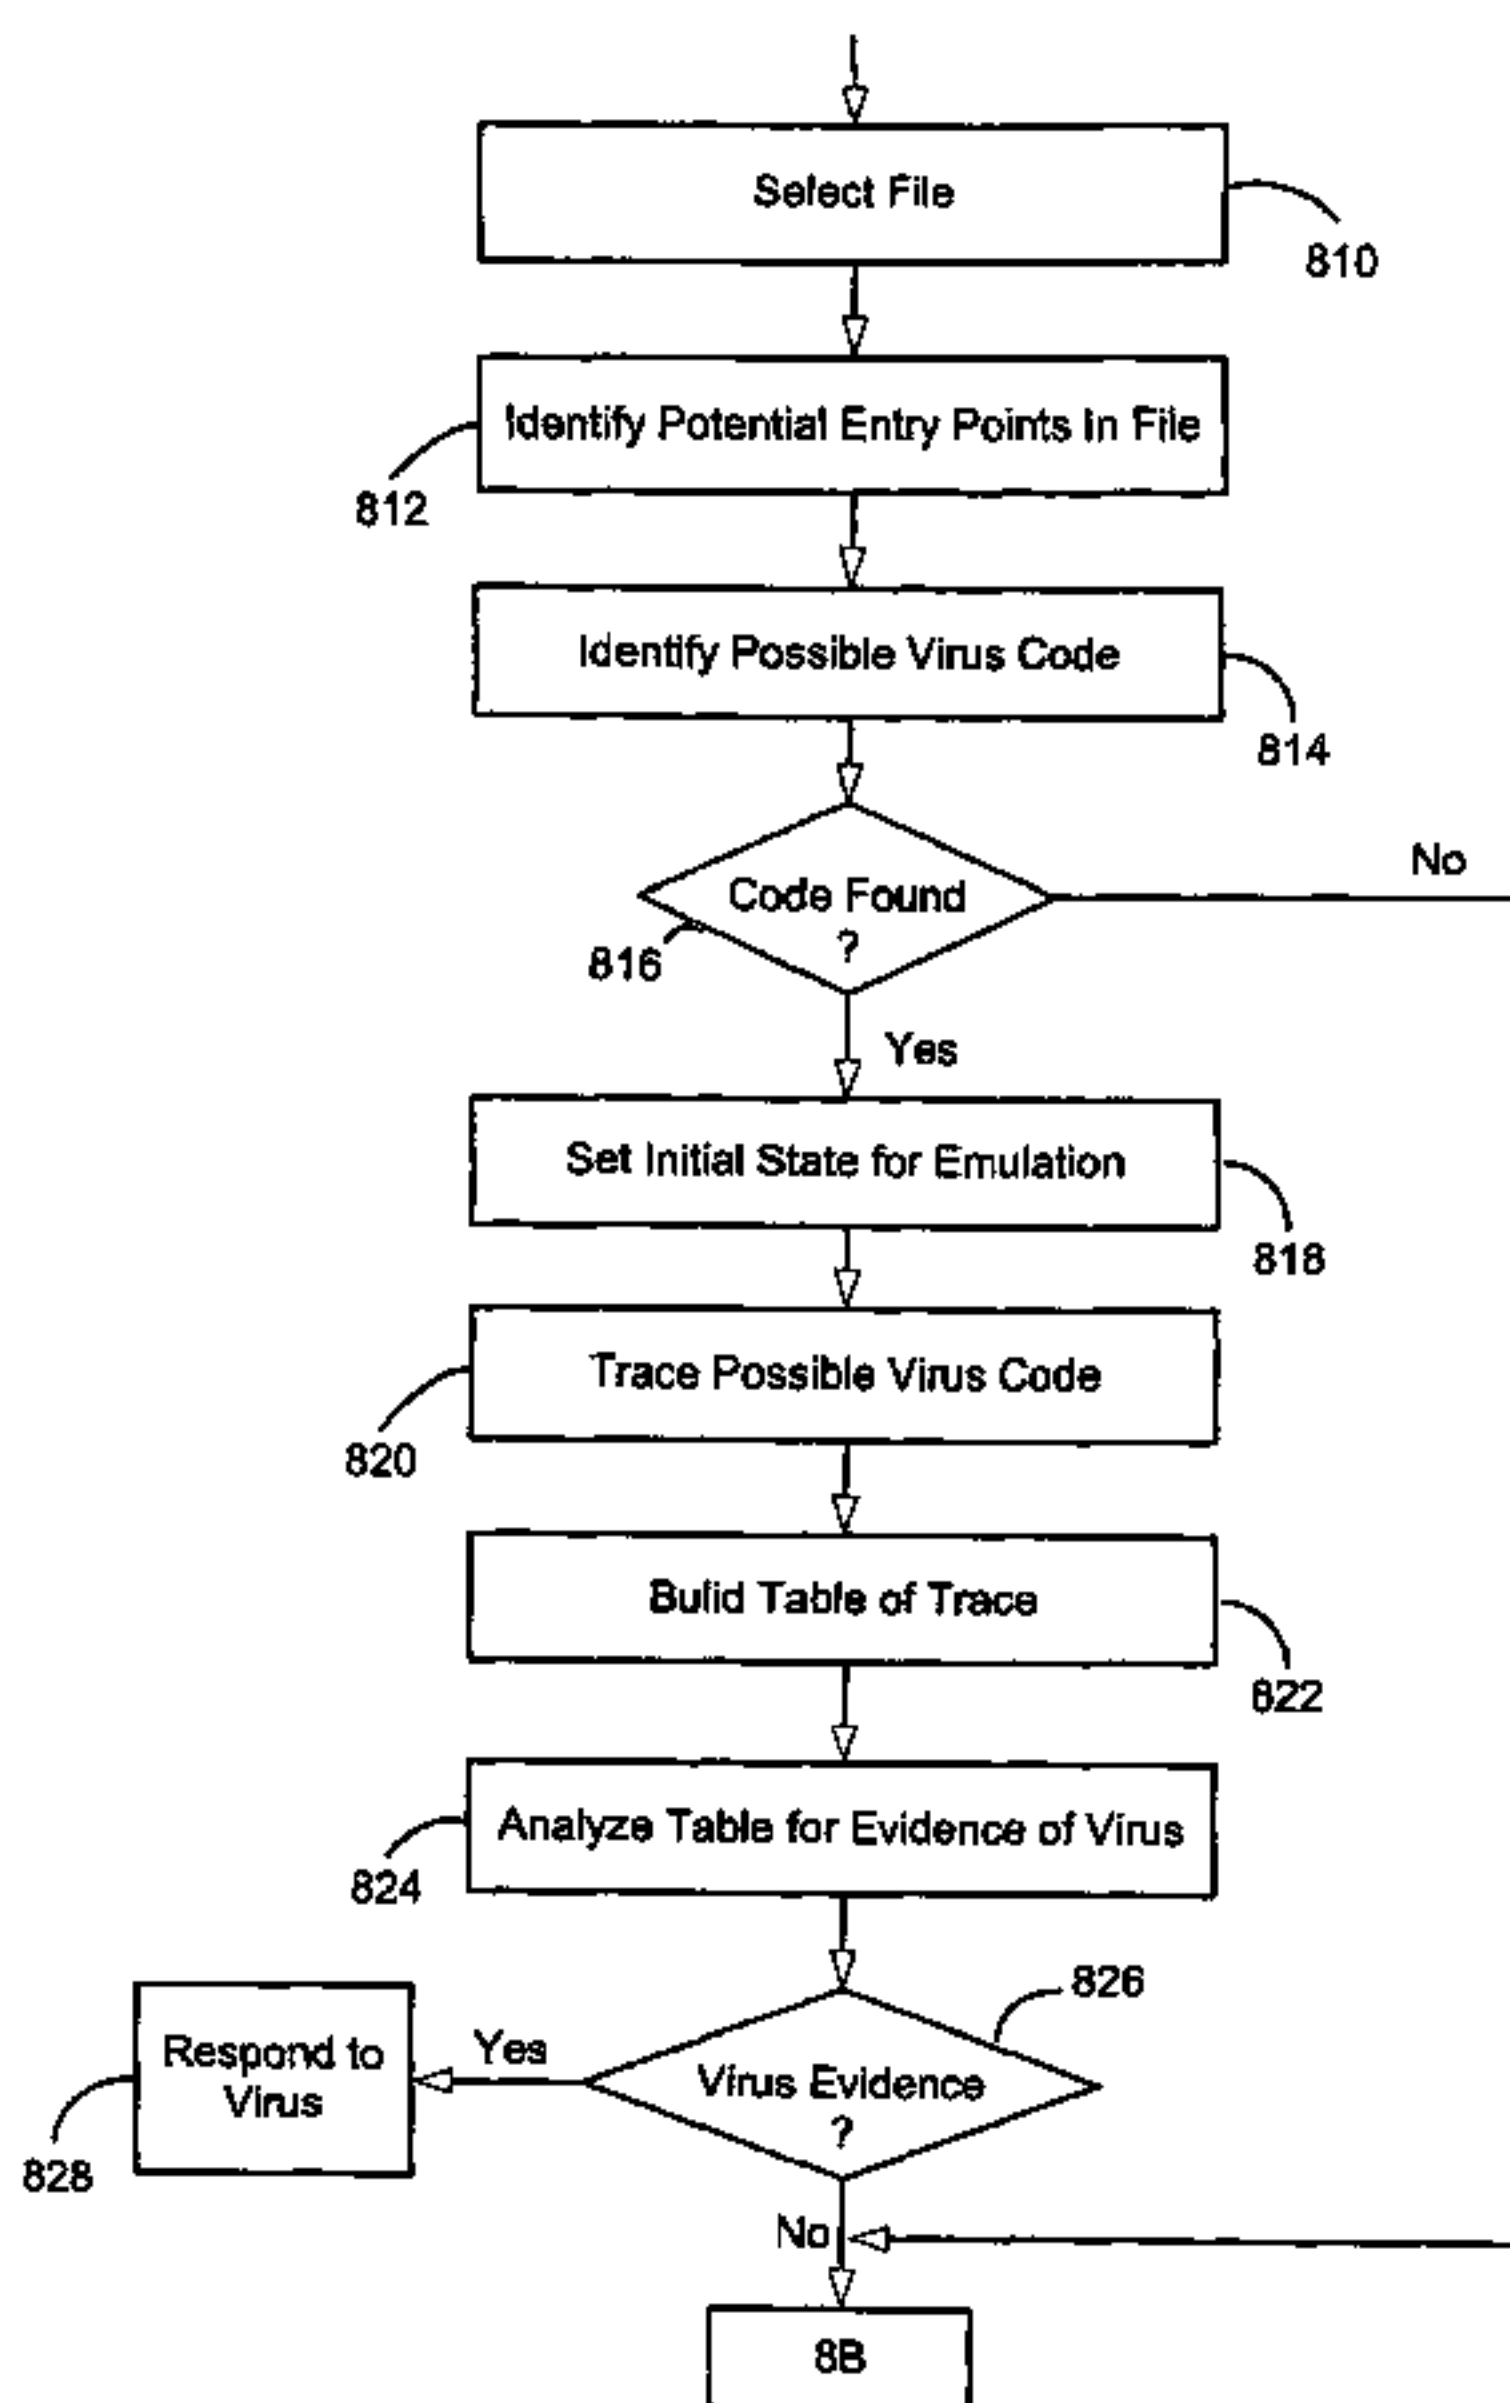 Select File
810
Identify Potential Entry Points In File
812
Identify Possible Virus Code
814
No
Code Found
?
816
Yes
Set Initial State for Emulation
818
Trace Possible Virus Code
820
Build Table of Trace
822
Analyze Table for Evidence of Virus
824
826
Respond to
Virus
Yes
Virus Evidence
?
828
No
8B